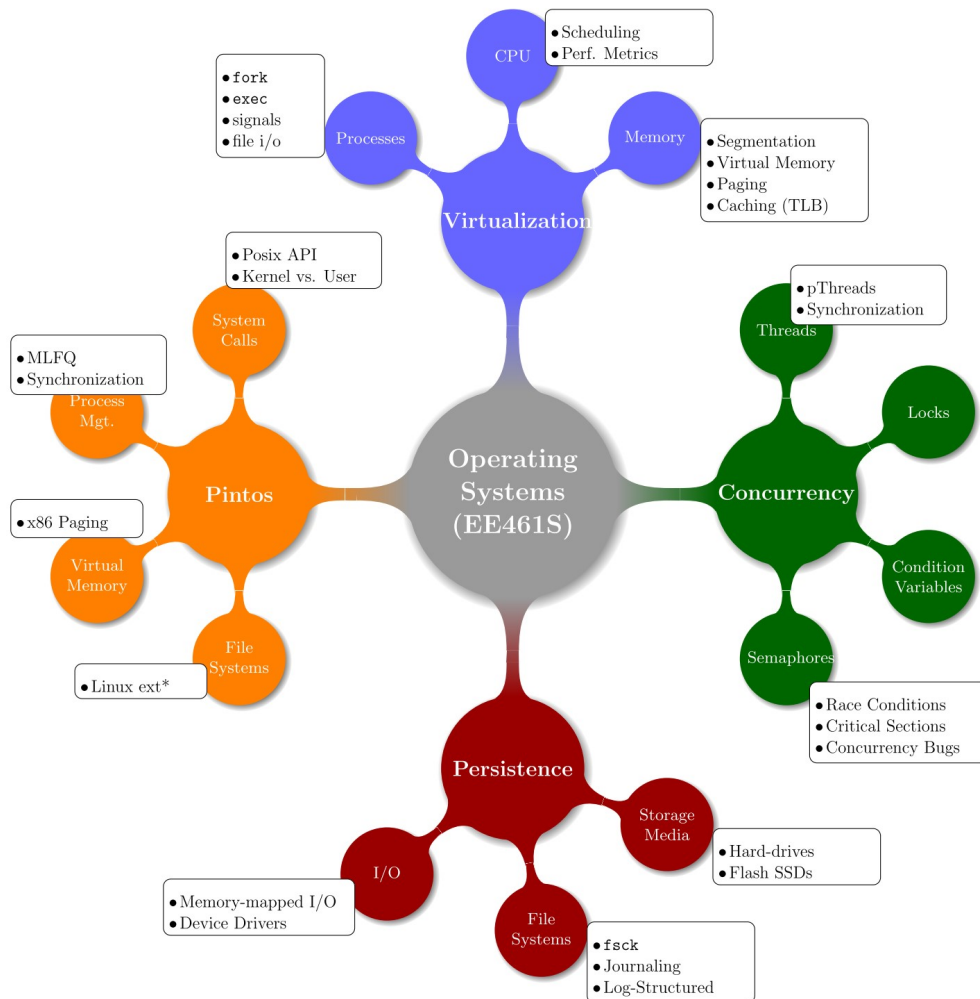 ● Scheduling
● Perf. Metrics
CPU
● fork
● exec
● signals
● file i/o
Processes
Memory
● Segmentation
● Virtual Memory
● Paging
● Caching (TLB)
Virtualization
● Posix API
● Kernel vs. User
System
Calls
● MLFQ
● Synchronization
Process
Mgt.
Pintos
● x86 Paging
Virtual
Memory
File
Systems
● Linux ext*
Operating
Systems
(EE461S)
● pThreads
● Synchronization
Threads
Locks
Concurrency
Condition
Variables
Semaphores
● Race Conditions
● Critical Sections
● Concurrency Bugs
Persistence
Storage
Media
● Hard-drives
● Flash SSDs
I/O
● Memory-mapped I/O
● Device Drivers
File
Systems
● fsck
● Journaling
● Log-Structured